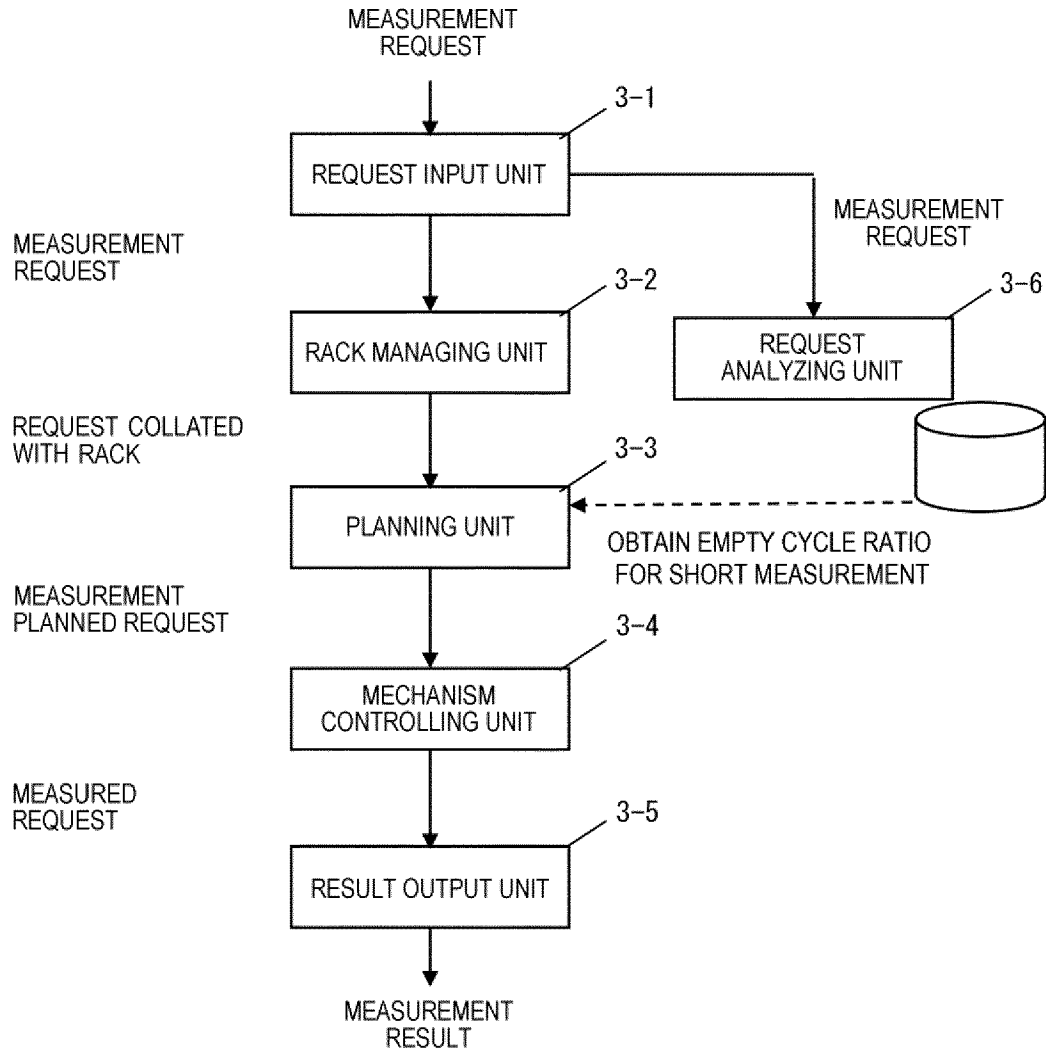 MEASUREMENT
REQUEST
3-1
REQUEST INPUT UNIT
MEASUREMENT
REQUEST
MEASUREMENT
REQUEST
3-2
RACK MANAGING UNIT
3-6
REQUEST
ANALYZING UNIT
REQUEST COLLATED
WITH RACK
3-3
PLANNING UNIT
OBTAIN EMPTY CYCLE RATIO
FOR SHORT MEASUREMENT
MEASUREMENT
PLANNED REQUEST
3-4
MECHANISM
CONTROLLING UNIT
MEASURED
REQUEST
3-5
RESULT OUTPUT UNIT
MEASUREMENT
RESULT